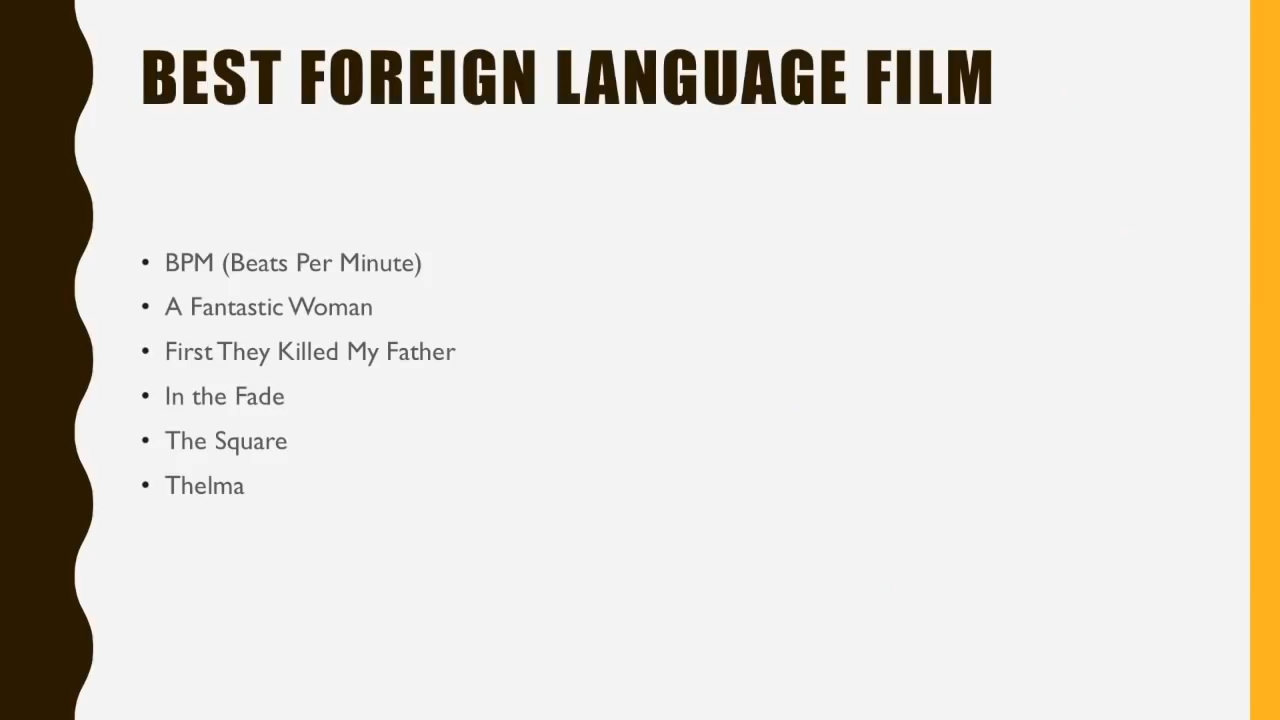 BEST FOREIGN LANGUAGE FILM
• BPM (Beats Per Minute)
• A Fantastic Woman
• First They Killed My Father
• In the Fade
• The Square
• Thelma